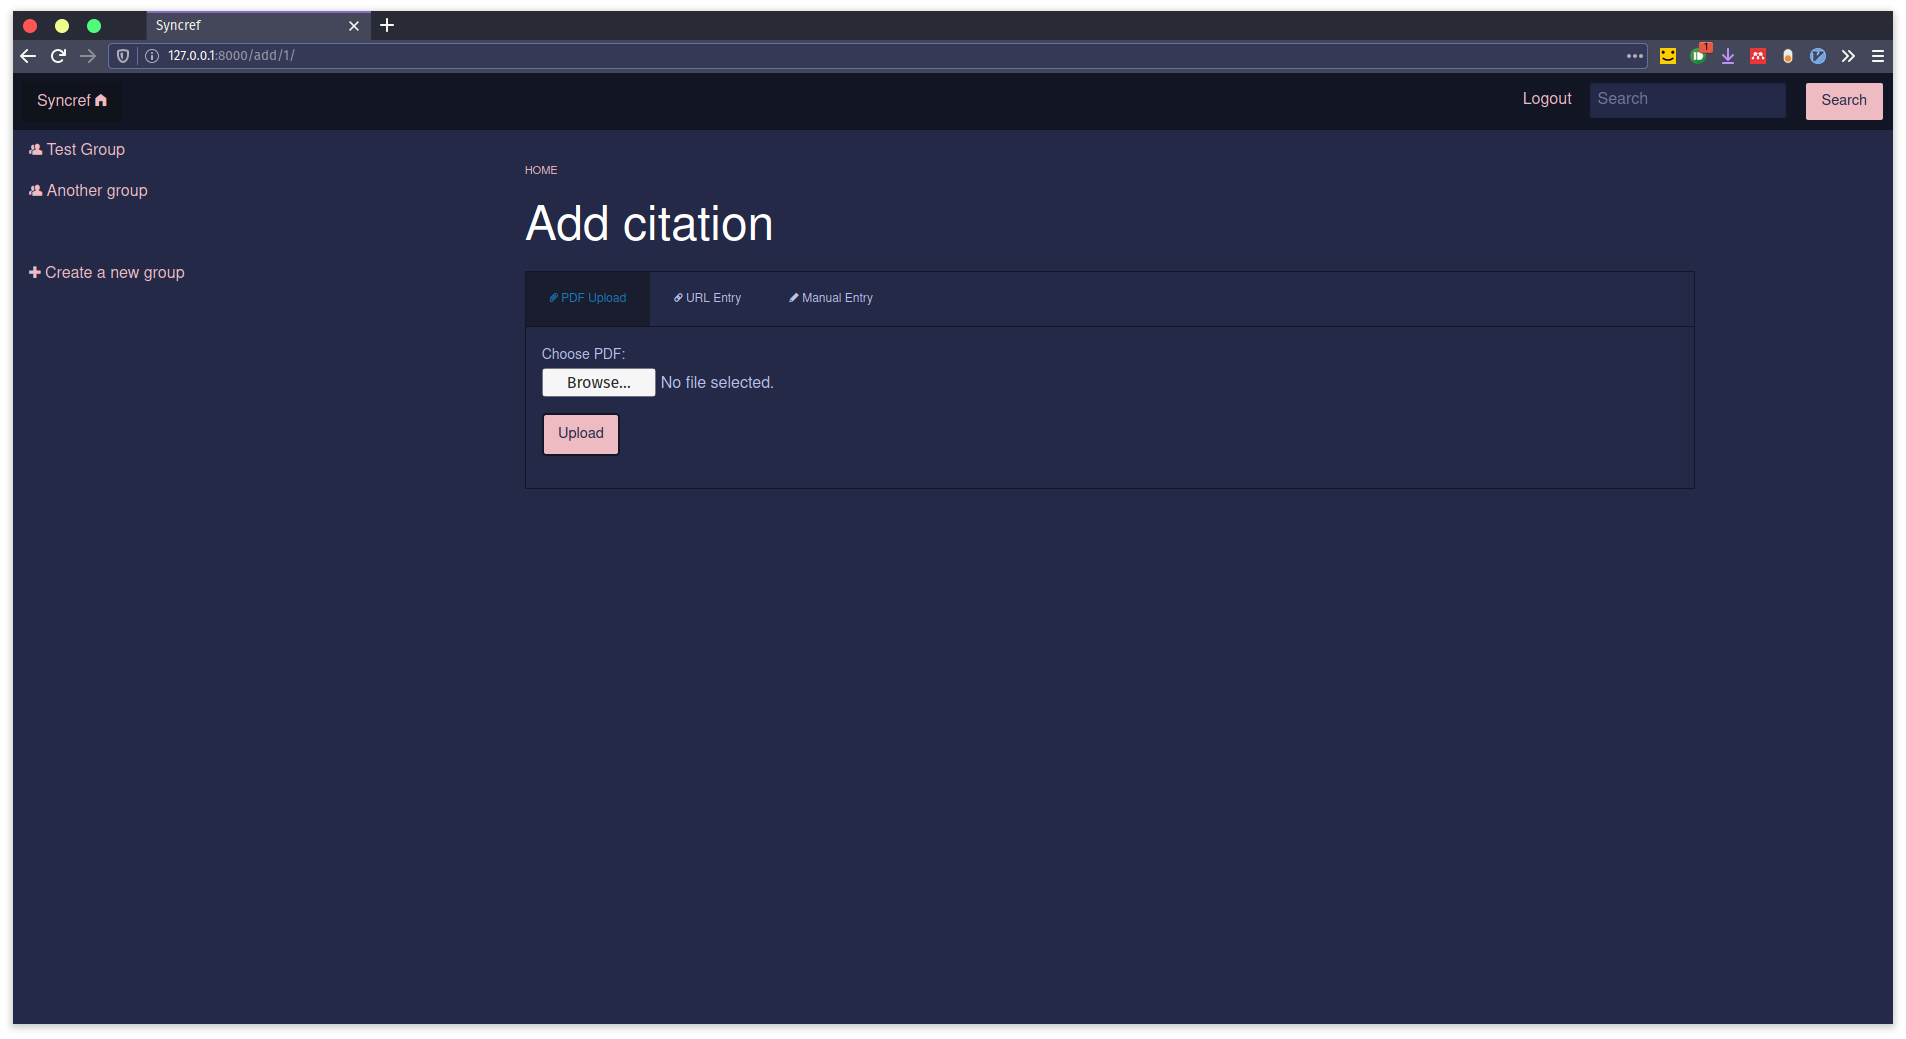 Syncref
127.0.0.1:8000/add/1/
1
Syncref
Logout
Search
Search
Test Group
Another group
Create a new group
HOME
Add citation
PDF Upload
URL Entry
Manual Entry
Choose PDF:
Browse... No file selected.
Upload